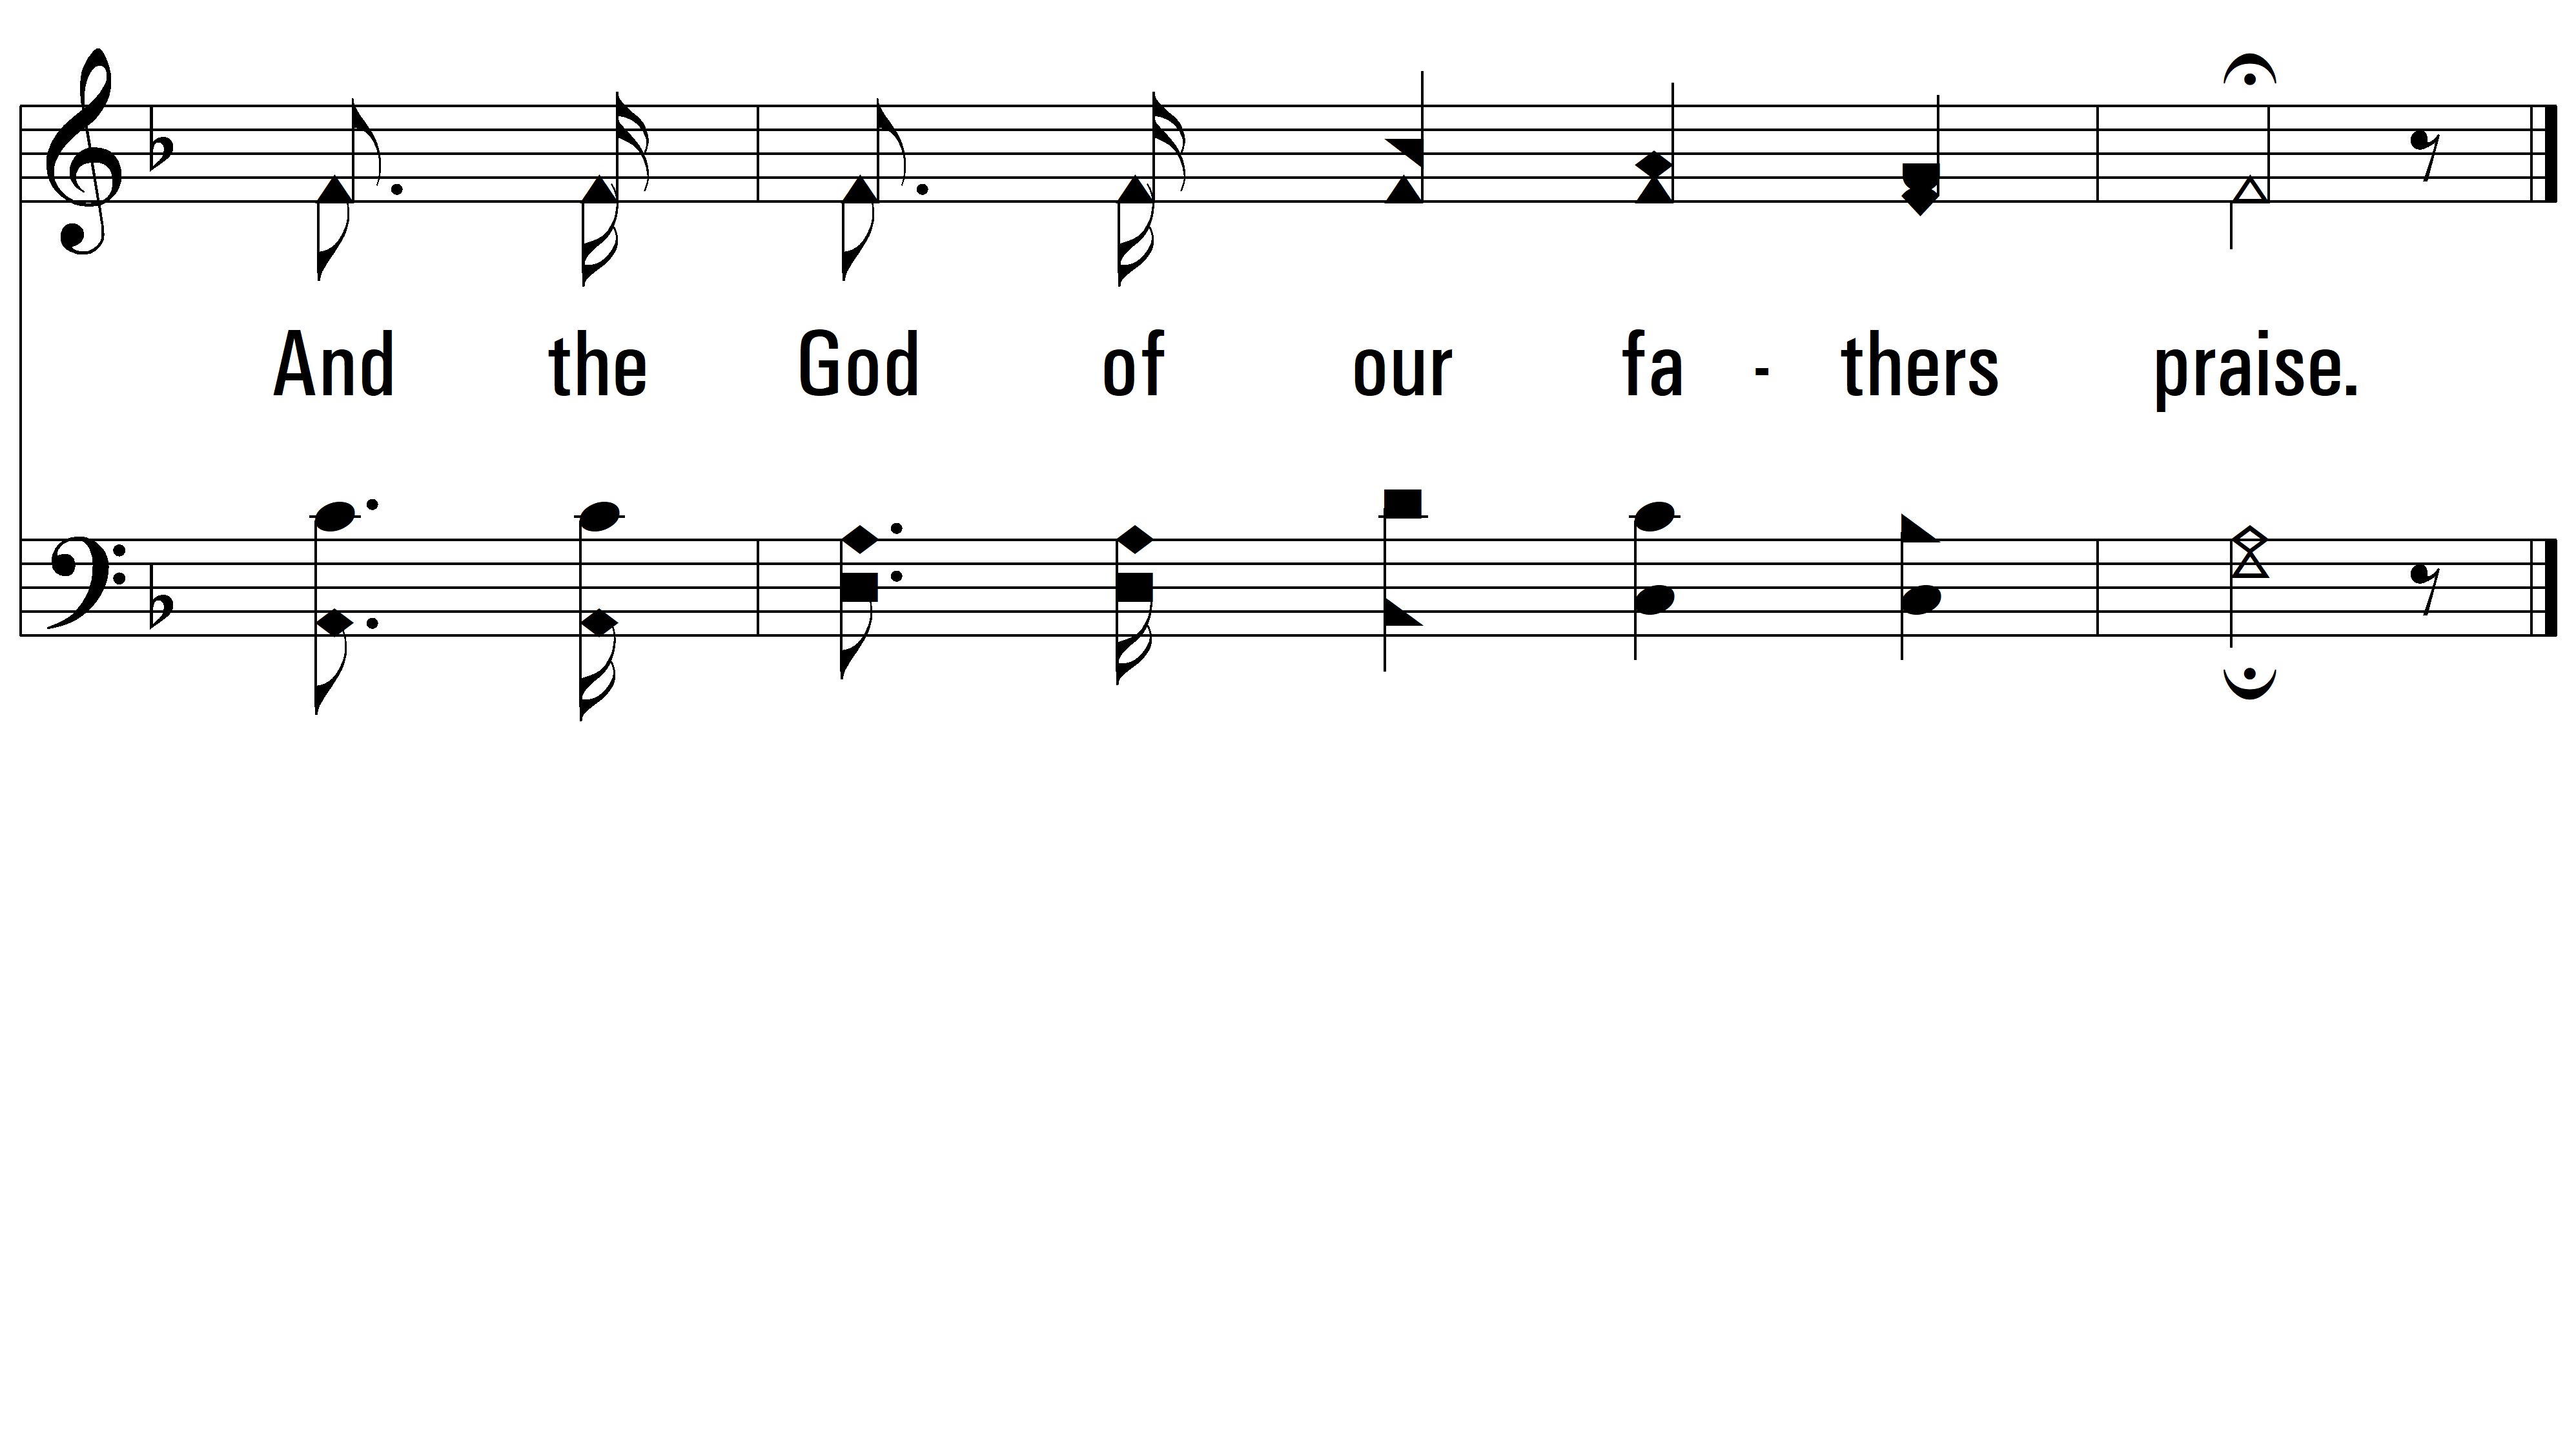 And the God of our fa - thers praise.